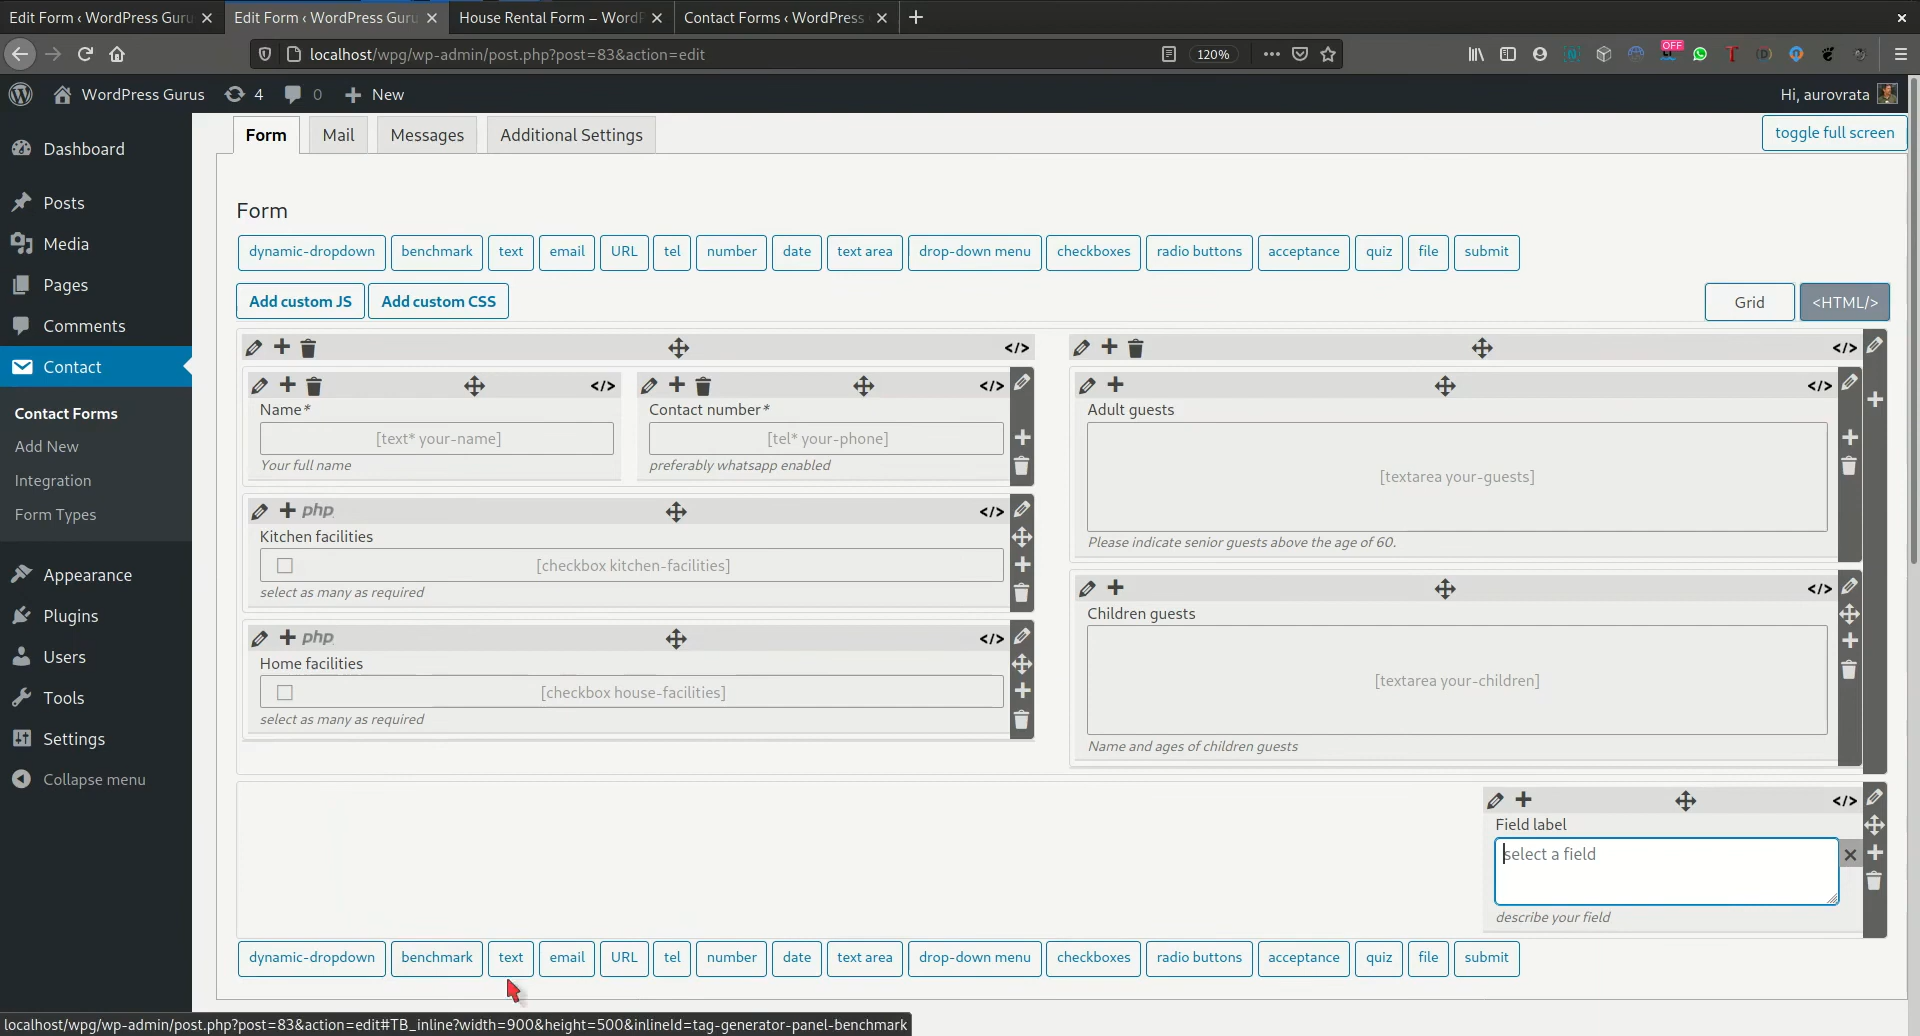 Edit Form ‹ WordPress Guru
Edit Form ‹ WordPress Guru
House Rental Form – WordP
Contact Forms ‹ WordPress
localhost/wpg/wp-admin/post.php?post=83&action=edit
120%
OFF
WordPress Gurus
4
0
New
Hi, aurovrata
Dashboard
Posts
Media
Pages
Comments
Contact
Contact Forms
Add New
Integration
Form Types
Appearance
Plugins
Users
Tools
Settings
Collapse menu
Form
Mail
Messages
Additional Settings
toggle full screen
Form
dynamic-dropdown
benchmark
text
email
URL
tel
number
date
text area
drop-down menu
checkboxes
radio buttons
acceptance
quiz
file
submit
Add custom JS
Add custom CSS
Grid
<HTML/>
</>
</>
</>
Name*
[text* your-name]
Your full name
</>
Contact number*
[tel* your-phone]
preferably whatsapp enabled
</>
Adult guests
[textarea your-guests]
Please indicate senior guests above the age of 60.
php
</>
Kitchen facilities
[checkbox kitchen-facilities]
select as many as required
</>
Children guests
[textarea your-children]
Name and ages of children guests
php
</>
Home facilities
[checkbox house-facilities]
select as many as required
</>
Field label
select a field
describe your field
dynamic-dropdown
benchmark
text
email
URL
tel
number
date
text area
drop-down menu
checkboxes
radio buttons
acceptance
quiz
file
submit
localhost/wpg/wp-admin/post.php?post=83&action=edit#TB_inline?width=900&height=500&inlineId=tag-generator-panel-benchmark